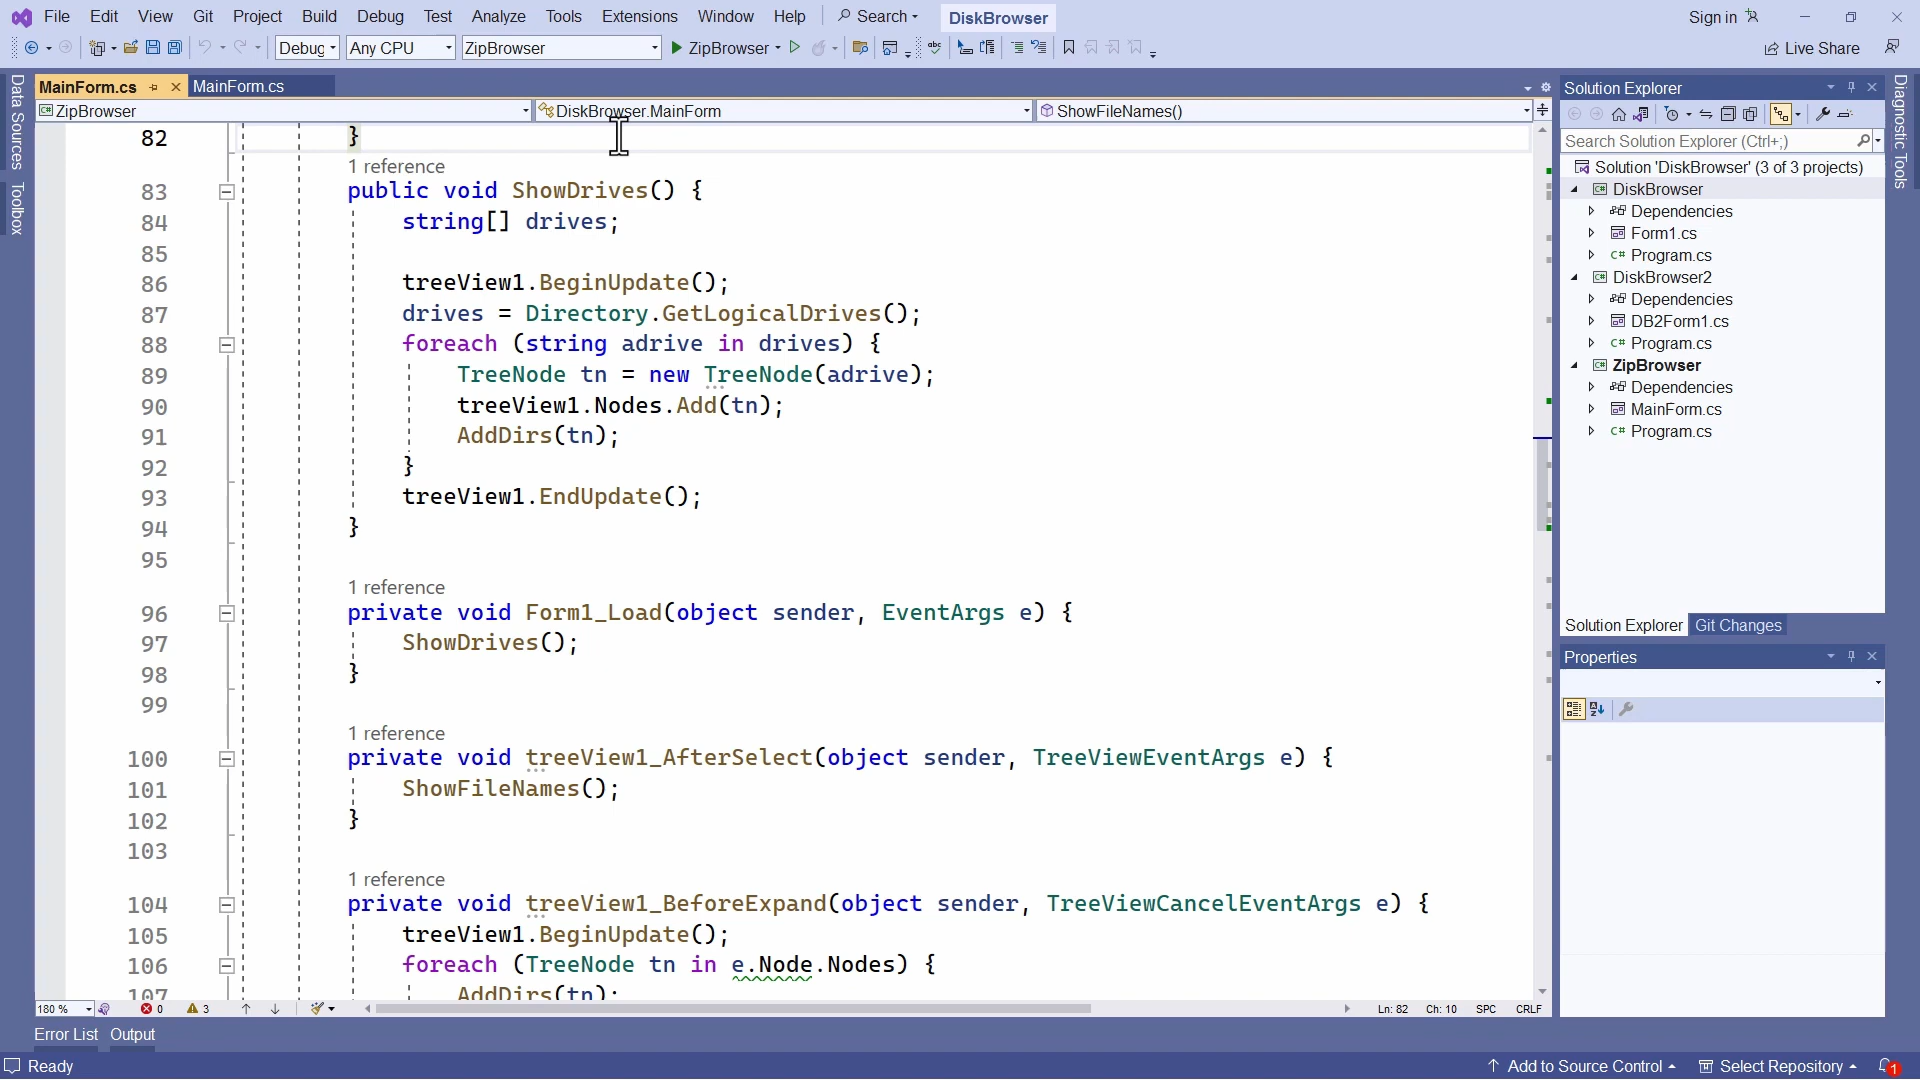 File Edit View Git Project Build Debug Test Analyze Tools Extensions Window Help Search DiskBrowser Sign in
Debug Any CPU ZipBrowser ZipBrowser Live Share
Data Sources
Toolbox
MainForm.cs MainForm.cs
ZipBrowser DiskBrowser.MainForm ShowFileNames()
82 }
1 reference
83 public void ShowDrives() {
84 string[] drives;
85
86 treeView1.BeginUpdate();
87 drives = Directory.GetLogicalDrives();
88 foreach (string adrive in drives) {
89 TreeNode tn = new TreeNode(adrive);
90 treeView1.Nodes.Add(tn);
91 AddDirs(tn);
92 }
93 treeView1.EndUpdate();
94 }
95
1 reference
96 private void Form1_Load(object sender, EventArgs e) {
97 ShowDrives();
98 }
99
1 reference
100 private void treeView1_AfterSelect(object sender, TreeViewEventArgs e) {
101 ShowFileNames();
102 }
103
1 reference
104 private void treeView1_BeforeExpand(object sender, TreeViewCancelEventArgs e) {
105 treeView1.BeginUpdate();
106 foreach (TreeNode tn in e.Node.Nodes) {
107 AddDirs(tn);
180 % 0 3 Ln: 82 Ch: 10 SPC CRLF
Solution Explorer
Search Solution Explorer (Ctrl+;)
Solution 'DiskBrowser' (3 of 3 projects)
DiskBrowser
Dependencies
Form1.cs
C# Program.cs
DiskBrowser2
Dependencies
DB2Form1.cs
C# Program.cs
ZipBrowser
Dependencies
MainForm.cs
C# Program.cs
Solution Explorer Git Changes
Properties
Diagnostic Tools
Error List Output
Ready Add to Source Control Select Repository 1